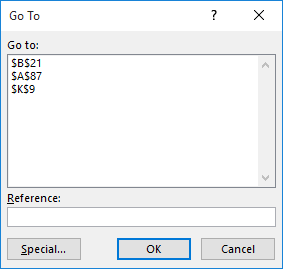 Go To
? ×
Go to:
$B$21
$A$87
$K$9
Reference:
Special... OK Cancel